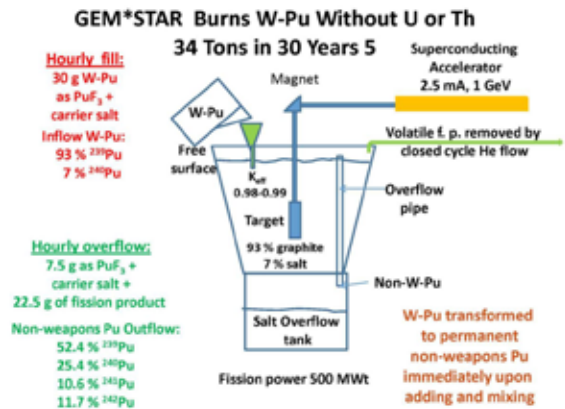 GEM*STAR Burns W-Pu Without U or Th
34 Tons in 30 Years 5
Hourly fill:
30 g W-Pu
as PuF₃ +
carrier salt
Inflow W-Pu:
93 % ²³⁹Pu
7 % ²⁴⁰Pu
Magnet
Superconducting
Accelerator
2.5 mA, 1 GeV
W-Pu
Free
surface
Volatile f. p. removed by
closed cycle He flow
K_eff
0.98-0.99
Overflow
pipe
Target
93 % graphite
7 % salt
Non-W-Pu
Salt Overflow
tank
Fission power 500 MWt
Hourly overflow:
7.5 g as PuF₃ +
carrier salt +
22.5 g of fission product
Non-weapons Pu Outflow:
52.4 % ²³⁹Pu
25.4 % ²⁴⁰Pu
10.6 % ²⁴¹Pu
11.7 % ²⁴²Pu
W-Pu transformed
to permanent
non-weapons Pu
immediately upon
adding and mixing